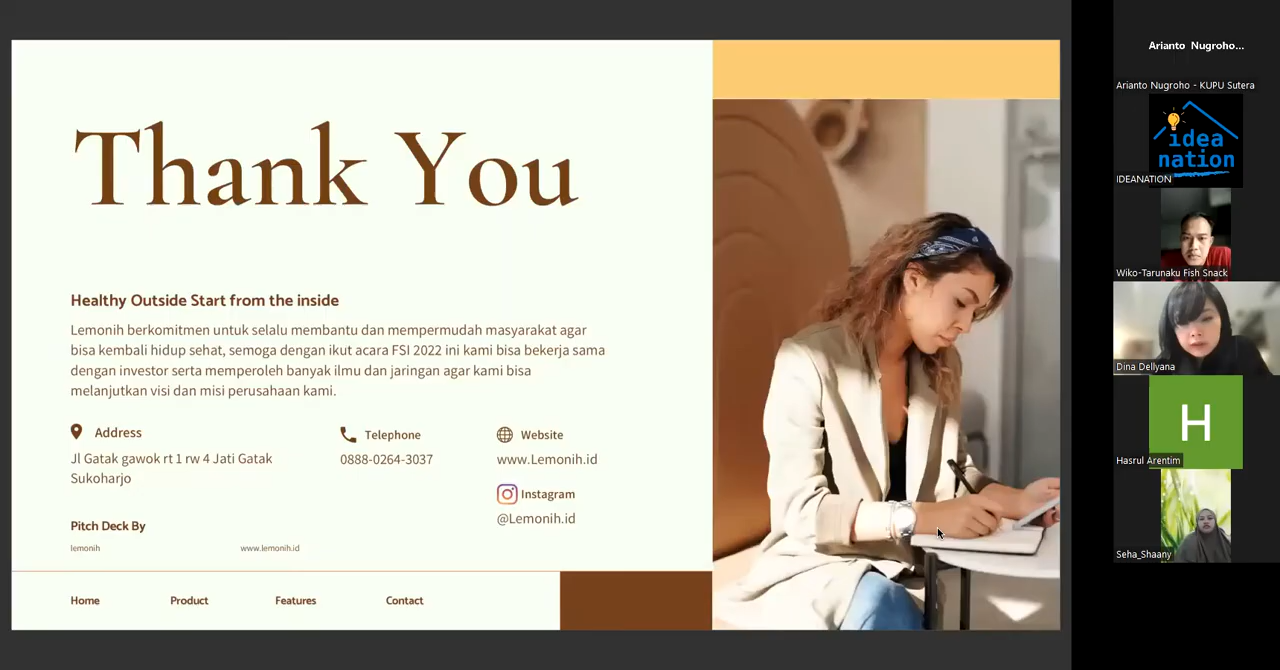 Thank You
Healthy Outside Start from the inside
Lemonih berkomitmen untuk selalu membantu dan mempermudah masyarakat agar
bisa kembali hidup sehat, semoga dengan ikut acara FSI 2022 ini kami bisa bekerja sama
dengan investor serta memperoleh banyak ilmu dan jaringan agar kami bisa
melanjutkan visi dan misi perusahaan kami.
Address
Jl Gatak gawok rt 1 rw 4 Jati Gatak
Sukoharjo
Telephone
0888-0264-3037
Website
www.Lemonih.id
Instagram
@Lemonih.id
Pitch Deck By
lemonih
www.lemonih.id
Home
Product
Features
Contact
Arianto Nugroho...
Arianto Nugroho - KUPU Sutera
idea
nation
IDEANATION
Wiko-Tarunaku Fish Snack
Dina Dellyana
H
Hasrul Arentim
Seha_Shaany